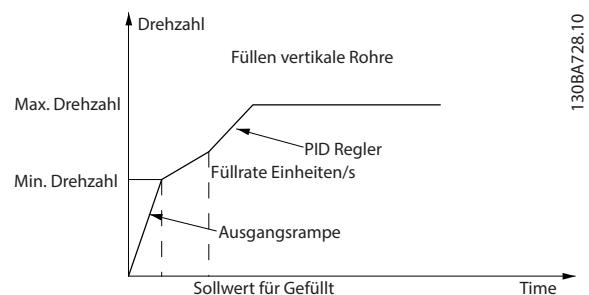 Drehzahl
130BA728.10
Füllen vertikale Rohre
Max. Drehzahl
PID Regler
Füllrate Einheiten/s
Min. Drehzahl
Ausgangsrampe
Sollwert für Gefüllt
Time